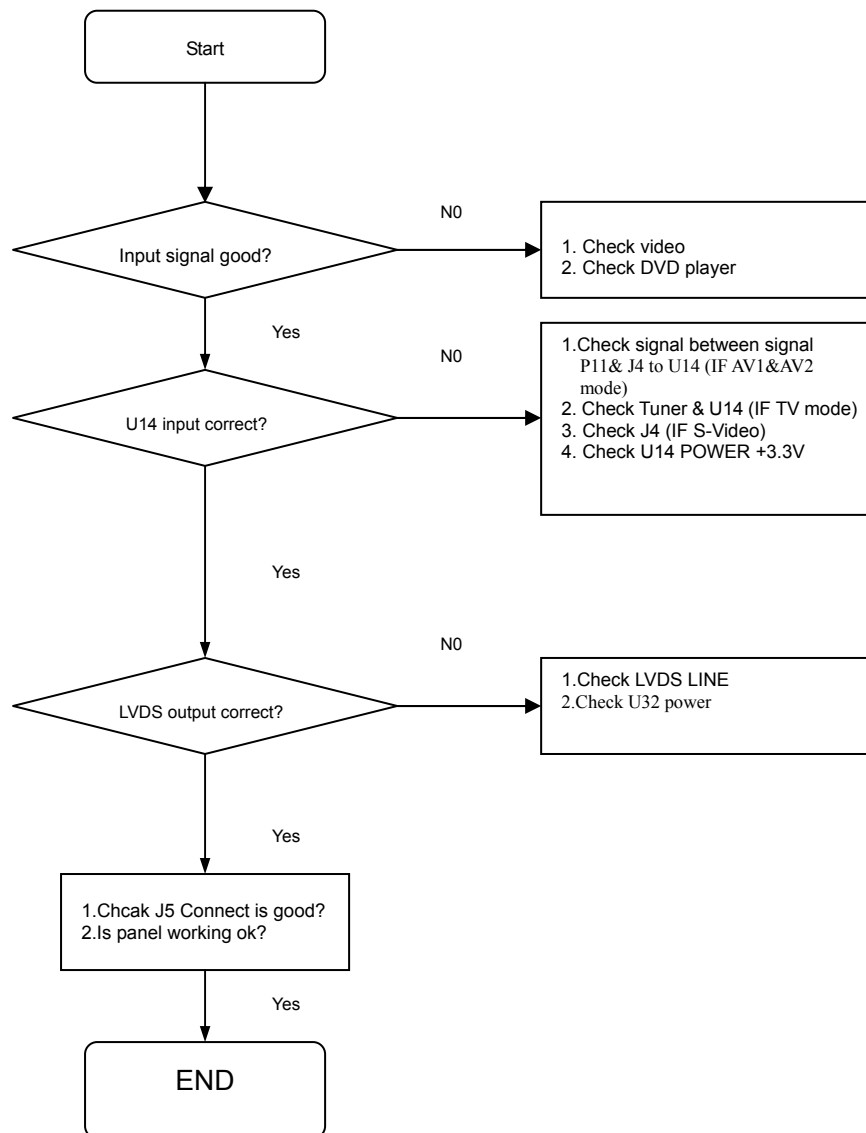 Start
Input signal good?
N0
1. Check video
2. Check DVD player
Yes
U14 input correct?
N0
1.Check signal between signal
P11& J4 to U14 (IF AV1&AV2
mode)
2. Check Tuner & U14 (IF TV mode)
3. Check J4 (IF S-Video)
4. Check U14 POWER +3.3V
Yes
LVDS output correct?
N0
1.Check LVDS LINE
2.Check U32 power
Yes
1.Chcak J5 Connect is good?
2.Is panel working ok?
Yes
END